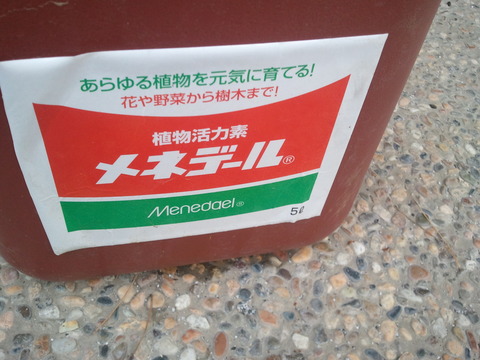 あらゆる植物を元気に育てる!
花や野菜から樹木まで!
植物活力素
メネデール®
Menedael®
5ℓ